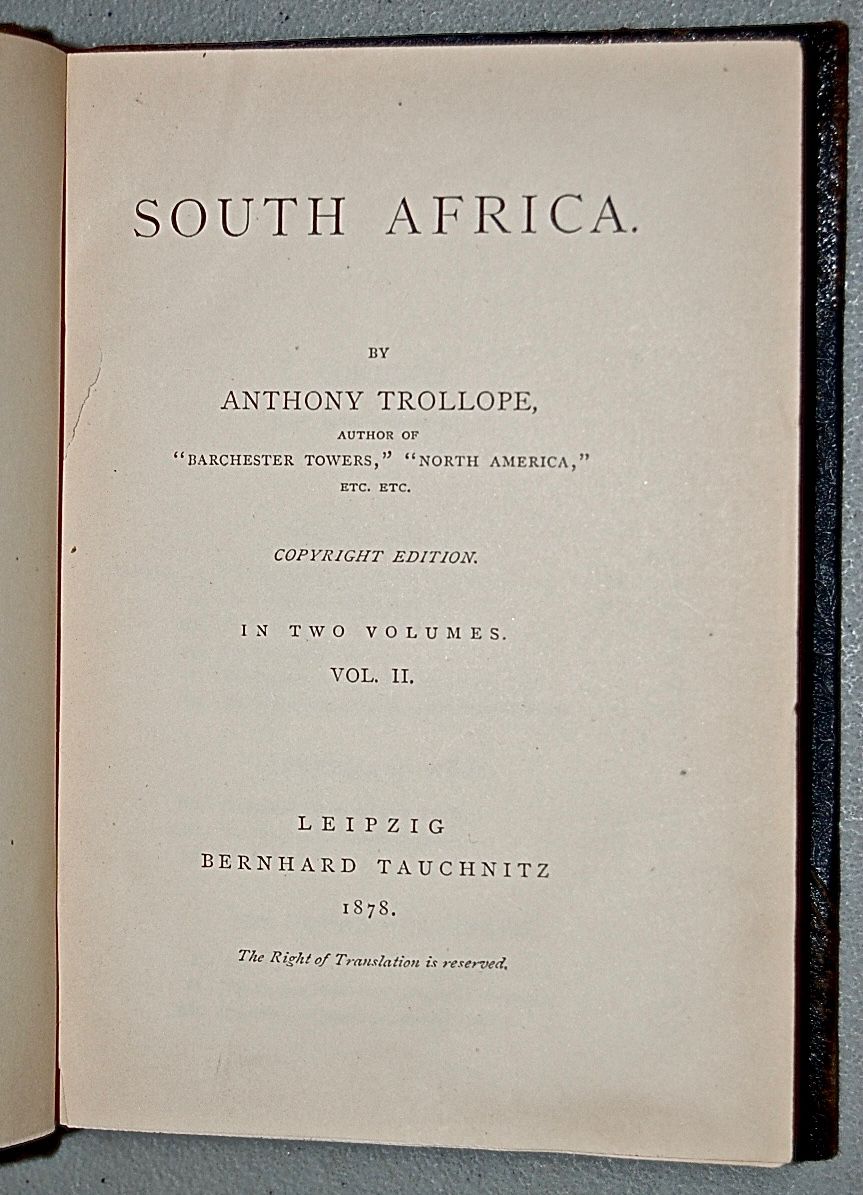 SOUTH AFRICA.
BY
ANTHONY TROLLOPE,
AUTHOR OF
“BARCHESTER TOWERS,” “NORTH AMERICA,”
ETC. ETC.
COPYRIGHT EDITION.
IN TWO VOLUMES.
VOL. II.
LEIPZIG
BERNHARD TAUCHNITZ
1878.
The Right of Translation is reserved.